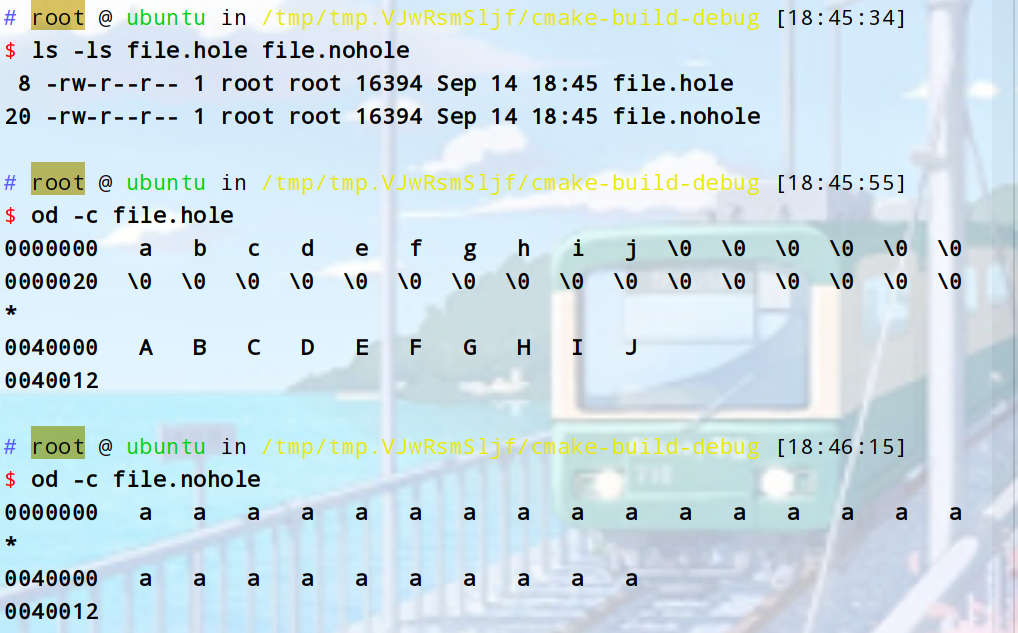 # root @ ubuntu in /tmp/tmp.VJwRsmSljf/cmake-build-debug [18:45:34]
$ ls -ls file.hole file.nohole
 8 -rw-r--r-- 1 root root 16394 Sep 14 18:45 file.hole
20 -rw-r--r-- 1 root root 16394 Sep 14 18:45 file.nohole
# root @ ubuntu in /tmp/tmp.VJwRsmSljf/cmake-build-debug [18:45:55]
$ od -c file.hole
0000000   a   b   c   d   e   f   g   h   i   j  \0  \0  \0  \0  \0  \0
0000020  \0  \0  \0  \0  \0  \0  \0  \0  \0  \0  \0  \0  \0  \0  \0  \0
*
0040000   A   B   C   D   E   F   G   H   I   J
0040012
# root @ ubuntu in /tmp/tmp.VJwRsmSljf/cmake-build-debug [18:46:15]
$ od -c file.nohole
0000000   a   a   a   a   a   a   a   a   a   a   a   a   a   a   a   a
*
0040000   a   a   a   a   a   a   a   a   a   a
0040012